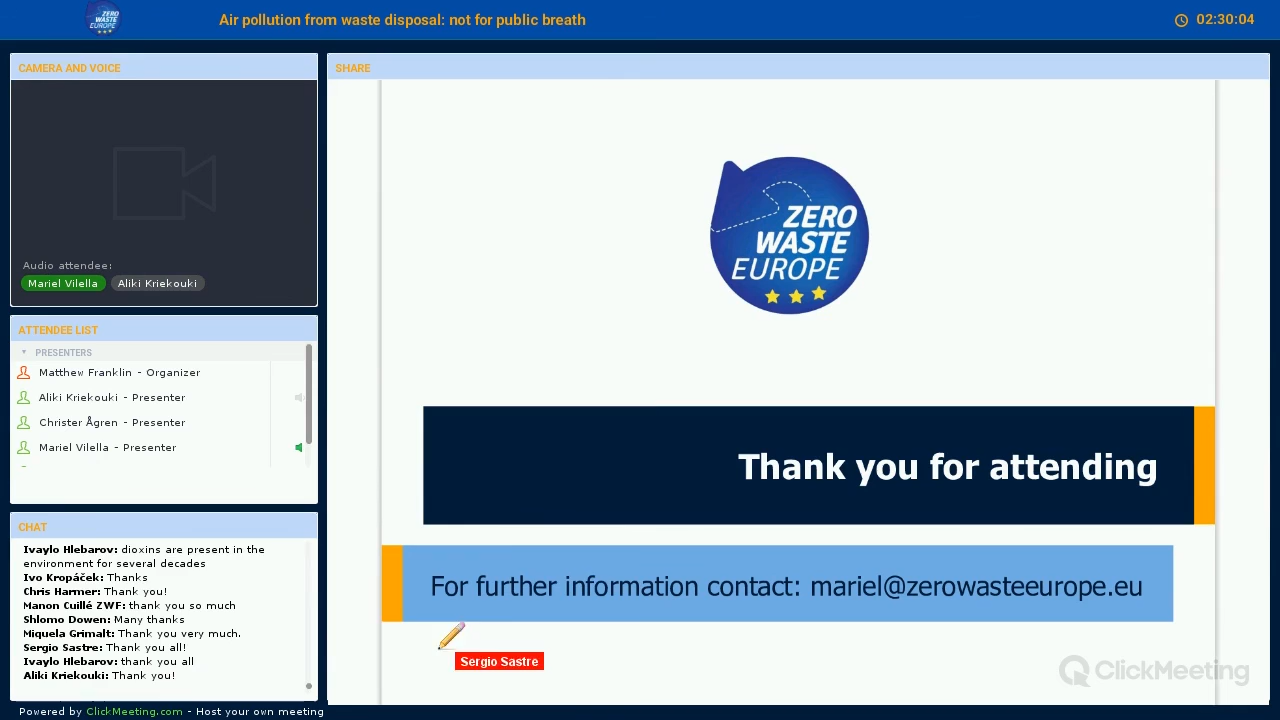 ZERO
WASTE
EUROPE
Air pollution from waste disposal: not for public breath
02:30:04
CAMERA AND VOICE
Audio attendee:
Mariel Vilella
Aliki Kriekouki
ATTENDEE LIST
PRESENTERS
Matthew Franklin - Organizer
Aliki Kriekouki - Presenter
Christer Ågren - Presenter
Mariel Vilella - Presenter
CHAT
Ivaylo Hlebarov: dioxins are present in the
environment for several decades
Ivo Kropáček: Thanks
Chris Harmer: Thank you!
Manon Cuillé ZWF: thank you so much
Shlomo Dowen: Many thanks
Miquela Grimalt: Thank you very much.
Sergio Sastre: Thank you all!
Ivaylo Hlebarov: thank you all
Aliki Kriekouki: Thank you!
Powered by ClickMeeting.com - Host your own meeting
SHARE
ZERO
WASTE
EUROPE
Thank you for attending
For further information contact: mariel@zerowasteeurope.eu
Sergio Sastre
ClickMeeting